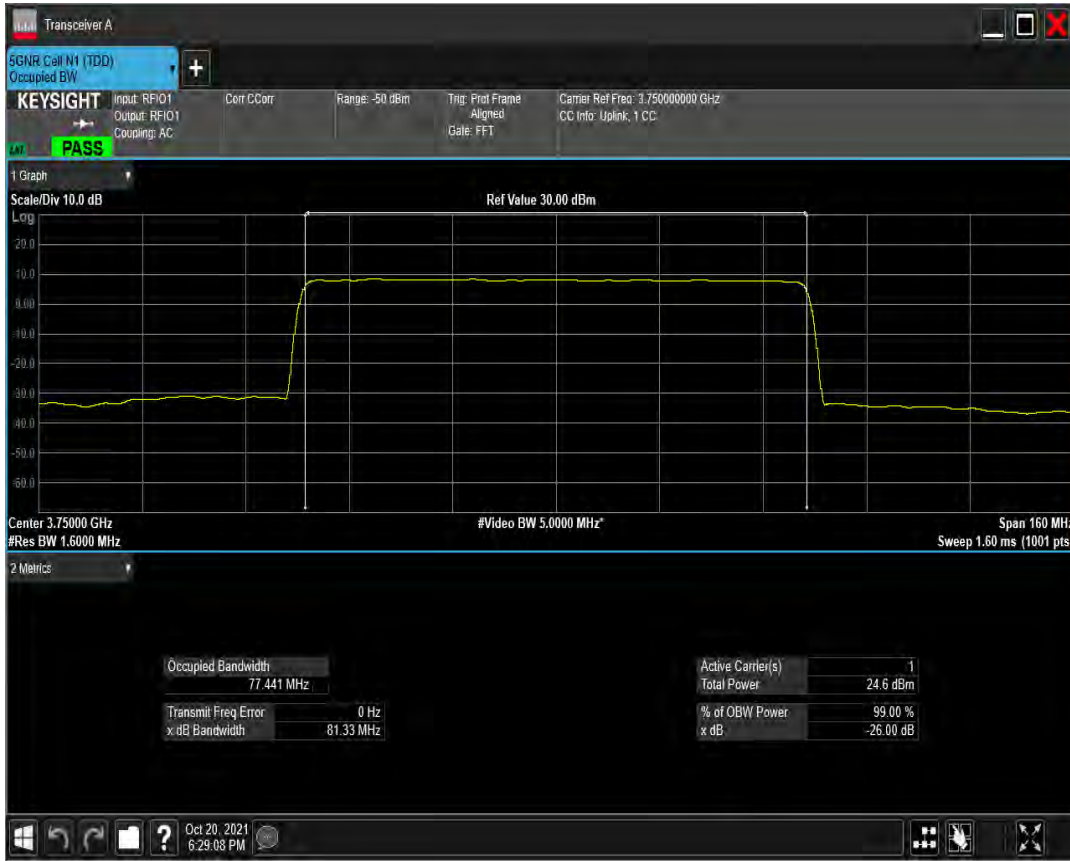 Transceiver A
5GNR Cell N1 (TDD)
Occupied BW
+
KEYSIGHT
PASS
Input: RFIO1
Output: RFIO1
Coupling: AC
Corr CCorr
Range: -50 dBm
Trig: Prot Frame
Aligned
Gate: FFT
Carrier Ref Freq: 3.750000000 GHz
CC Info: Uplink, 1 CC
1 Graph
Scale/Div 10.0 dB
Ref Value 30.00 dBm
Log
20.0
10.0
0.00
-10.0
-20.0
-30.0
-40.0
-50.0
-60.0
Center 3.75000 GHz
#Video BW 5.0000 MHz*
Span 160 MHz
#Res BW 1.6000 MHz
Sweep 1.60 ms (1001 pts
2 Metrics
Occupied Bandwidth
77.441 MHz
Transmit Freq Error 0 Hz
x dB Bandwidth 81.33 MHz
Active Carrier(s) 1
Total Power 24.6 dBm
% of OBW Power 99.00 %
x dB -26.00 dB
?
Oct 20, 2021
6:29:08 PM